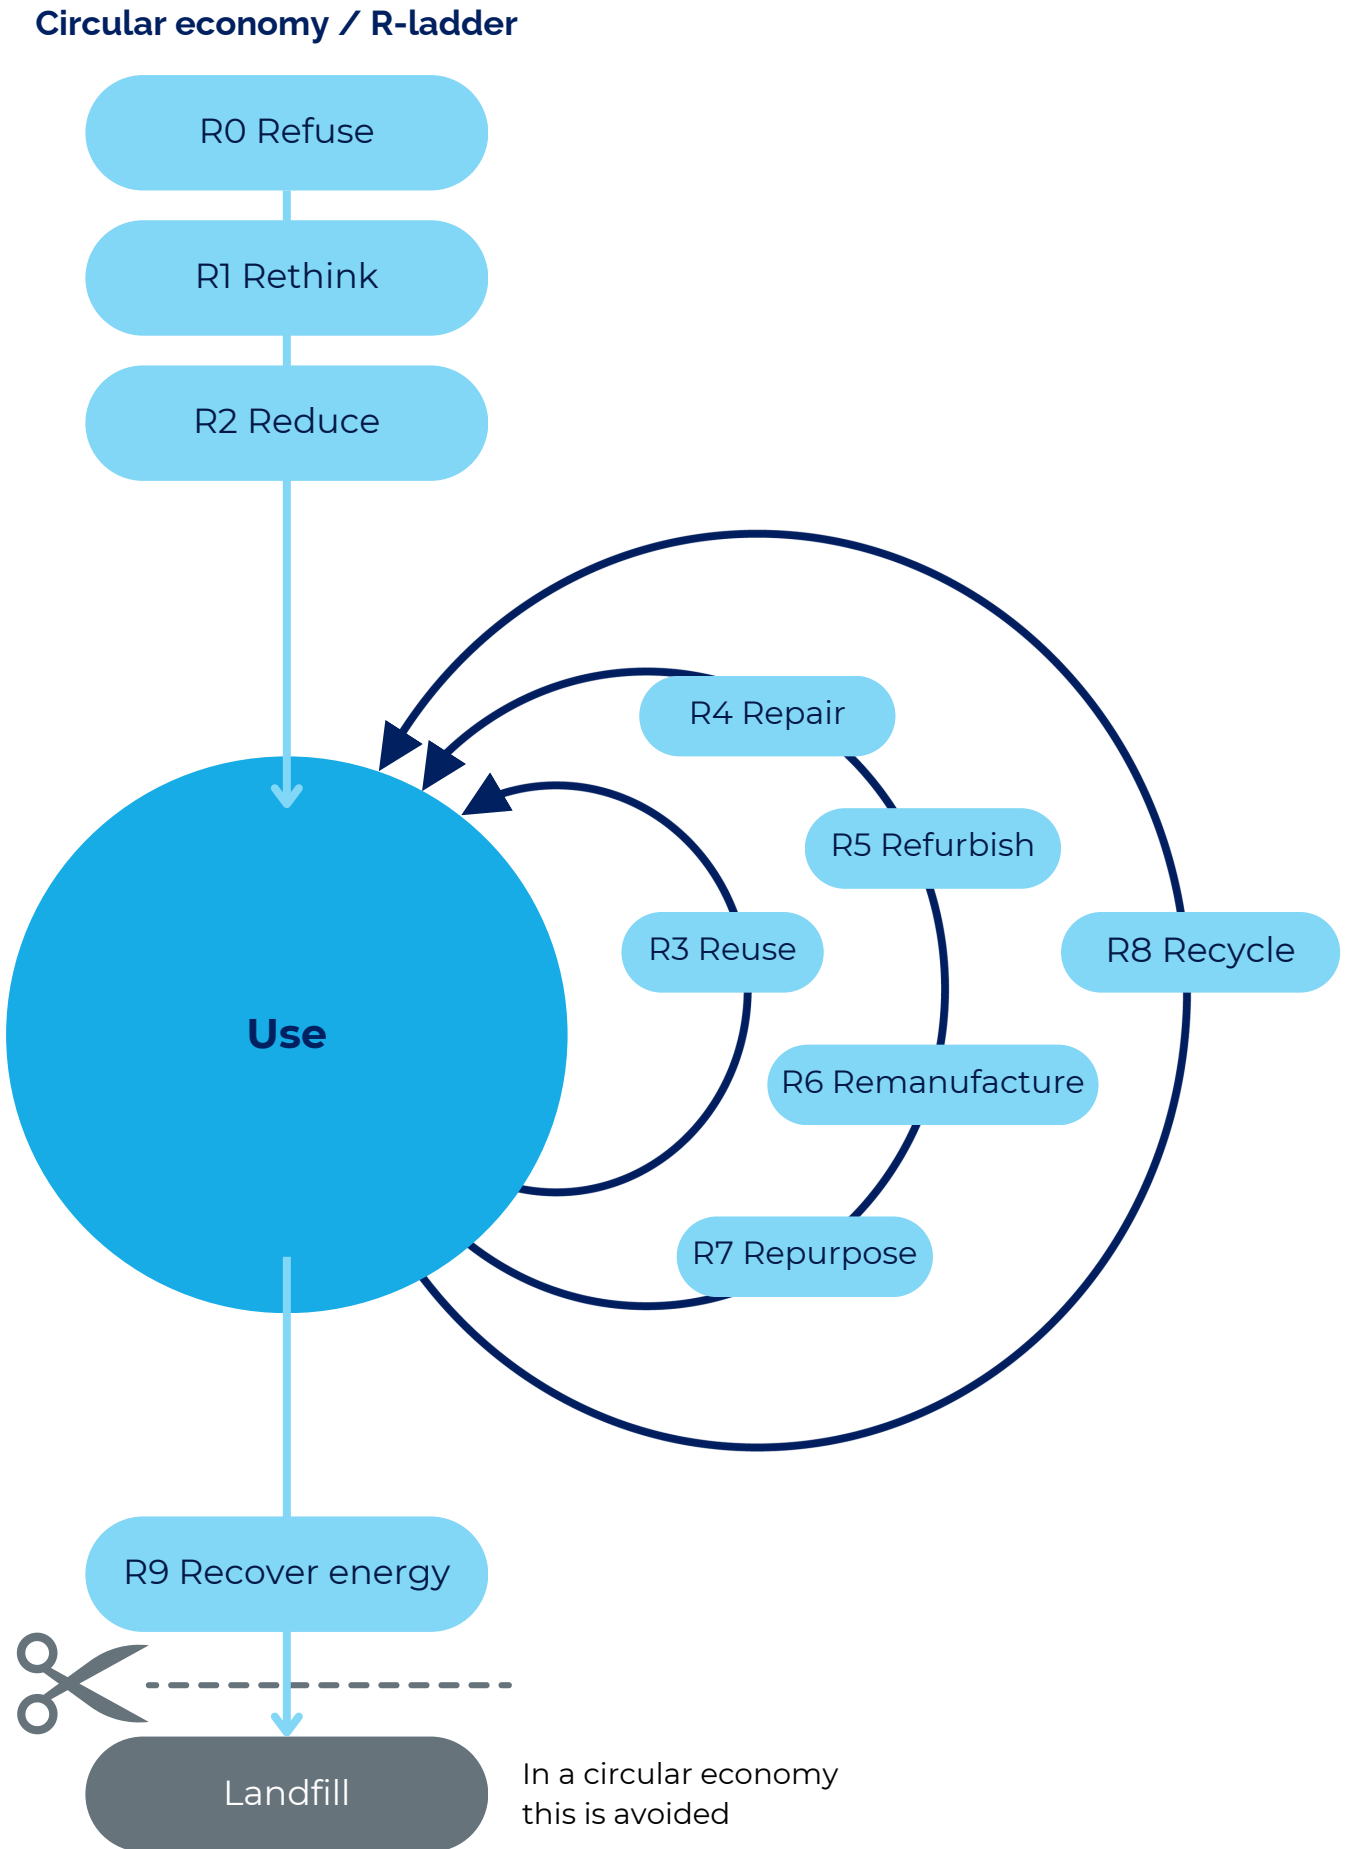 Circular economy / R-ladder
R0 Refuse
R1 Rethink
R2 Reduce
R4 Repair
R5 Refurbish
R3 Reuse
R8 Recycle
Use
R6 Remanufacture
R7 Repurpose
R9 Recover energy
Landfill
In a circular economy
this is avoided